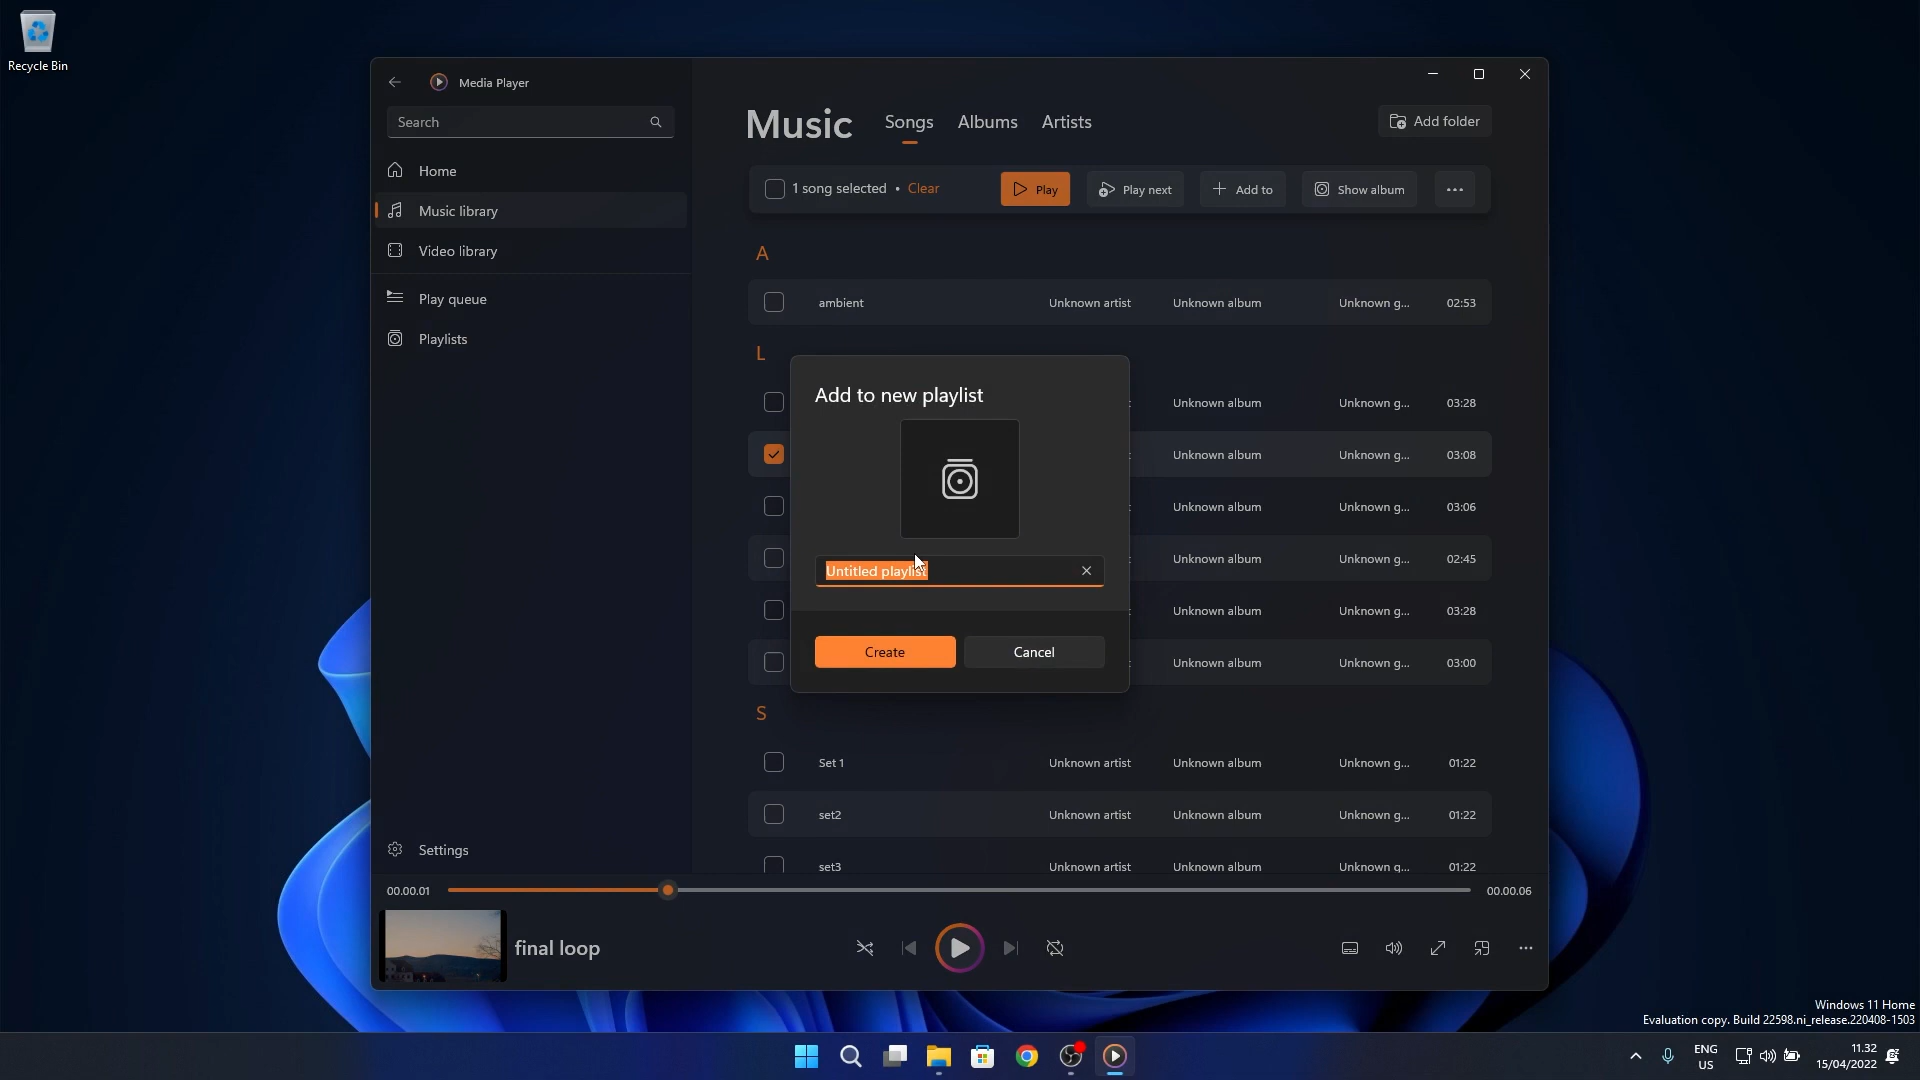 Recycle Bin
Media Player
Search
Home
Music library
Video library
Play queue
Playlists
Settings
Music Songs Albums Artists
Add folder
1 song selected • Clear
Play
Play next
Add to
Show album
A
ambient Unknown artist Unknown album Unknown g... 02:53
L
Unknown album Unknown g... 03:28
Unknown album Unknown g... 03:08
Unknown album Unknown g... 03:06
Unknown album Unknown g... 02:45
Unknown album Unknown g... 03:28
Unknown album Unknown g... 03:00
Add to new playlist
Untitled playlist
Create
Cancel
S
Set 1 Unknown artist Unknown album Unknown g... 01:22
set2 Unknown artist Unknown album Unknown g... 01:22
set3 Unknown artist Unknown album Unknown g... 01:22
00.00.01
00.00.06
final loop
Windows 11 Home
Evaluation copy. Build 22598.ni_release.220408-1503
ENG
US
11.32
15/04/2022